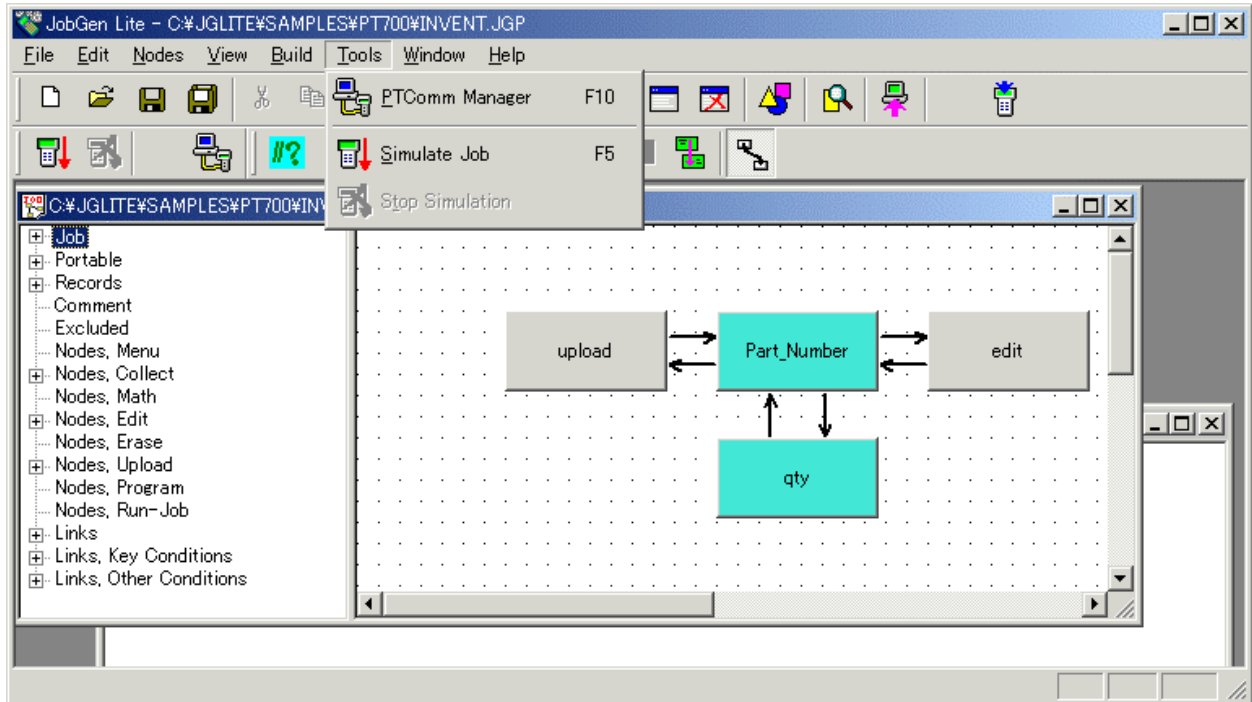 JobGen Lite - C:¥JGLITE¥SAMPLES¥PT700¥INVENT.JGP
File Edit Nodes View Build Tools Window Help
PTComm Manager F10
//?
Simulate Job F5
Stop Simulation
C:¥JGLITE¥SAMPLES¥PT700¥INV
Job
Portable
Records
Comment
Excluded
Nodes, Menu
Nodes, Collect
Nodes, Math
Nodes, Edit
Nodes, Erase
Nodes, Upload
Nodes, Program
Nodes, Run-Job
Links
Links, Key Conditions
Links, Other Conditions
upload Part_Number edit
qty